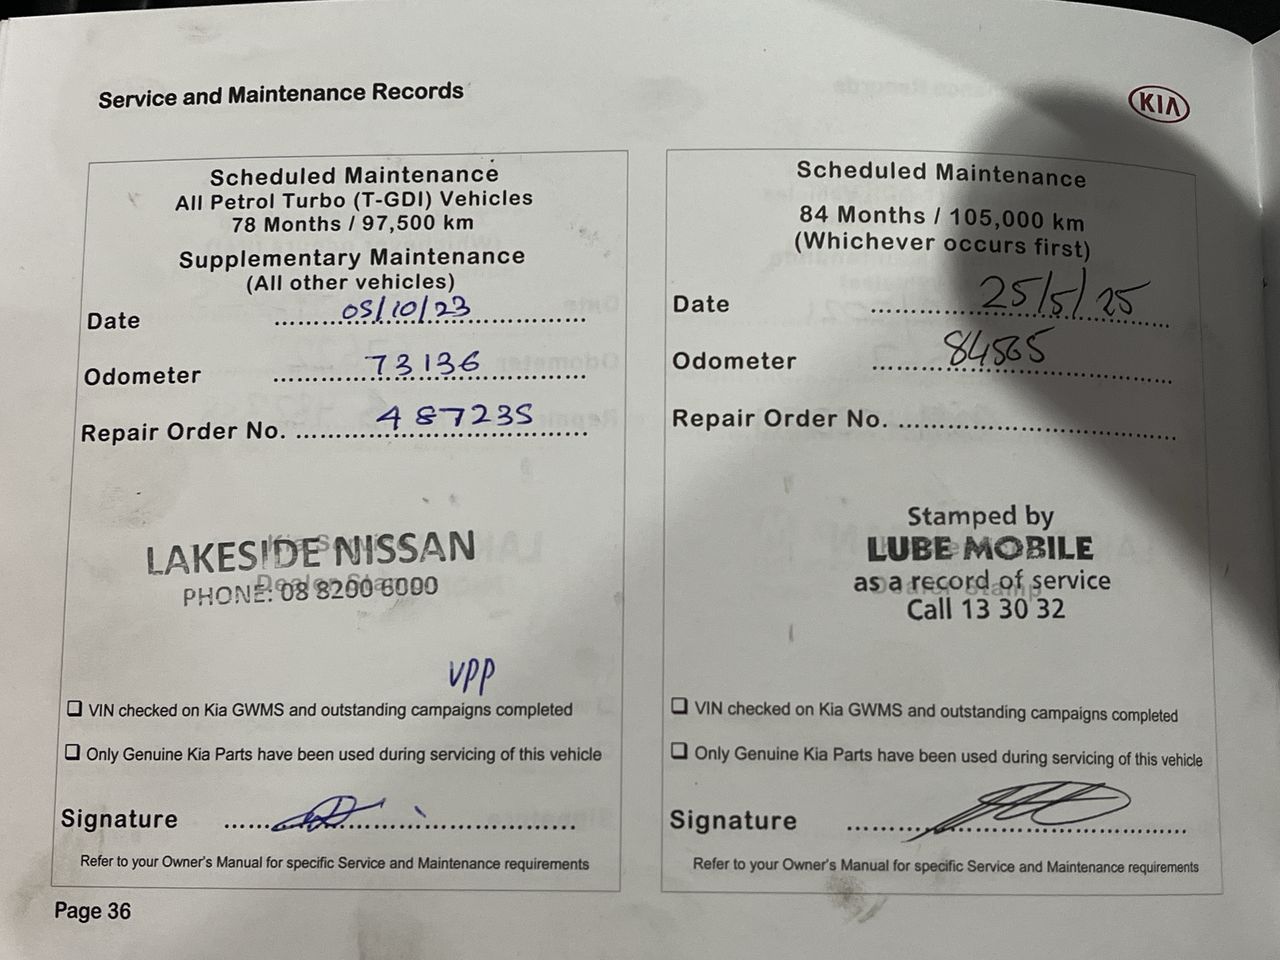 Service and Maintenance Records
KIA
Scheduled Maintenance
All Petrol Turbo (T-GDI) Vehicles
78 Months / 97,500 km
Supplementary Maintenance
(All other vehicles)
Date 05/10/23
Odometer 73136
Repair Order No. 487235
LAKESIDE NISSAN
PHONE: 08 8200 6000
VPP
❑ VIN checked on Kia GWMS and outstanding campaigns completed
❑ Only Genuine Kia Parts have been used during servicing of this vehicle
Signature
Refer to your Owner's Manual for specific Service and Maintenance requirements
Page 36
Scheduled Maintenance
84 Months / 105,000 km
(Whichever occurs first)
Date 25/5/25
Odometer 84565
Repair Order No.
Stamped by
LUBE MOBILE
as a record of service
Call 13 30 32
❑ VIN checked on Kia GWMS and outstanding campaigns completed
❑ Only Genuine Kia Parts have been used during servicing of this vehicle
Signature
Refer to your Owner's Manual for specific Service and Maintenance requirements